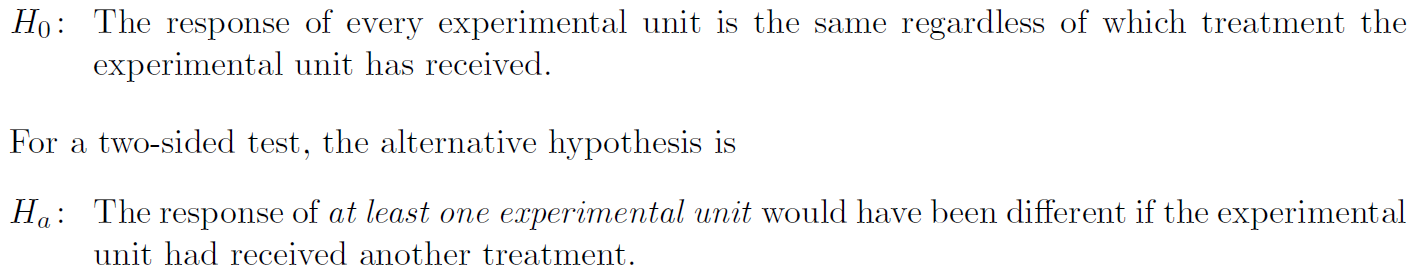 H₀: The response of every experimental unit is the same regardless of which treatment the
experimental unit has received.
For a two-sided test, the alternative hypothesis is
Hₐ: The response of at least one experimental unit would have been different if the experimental
unit had received another treatment.